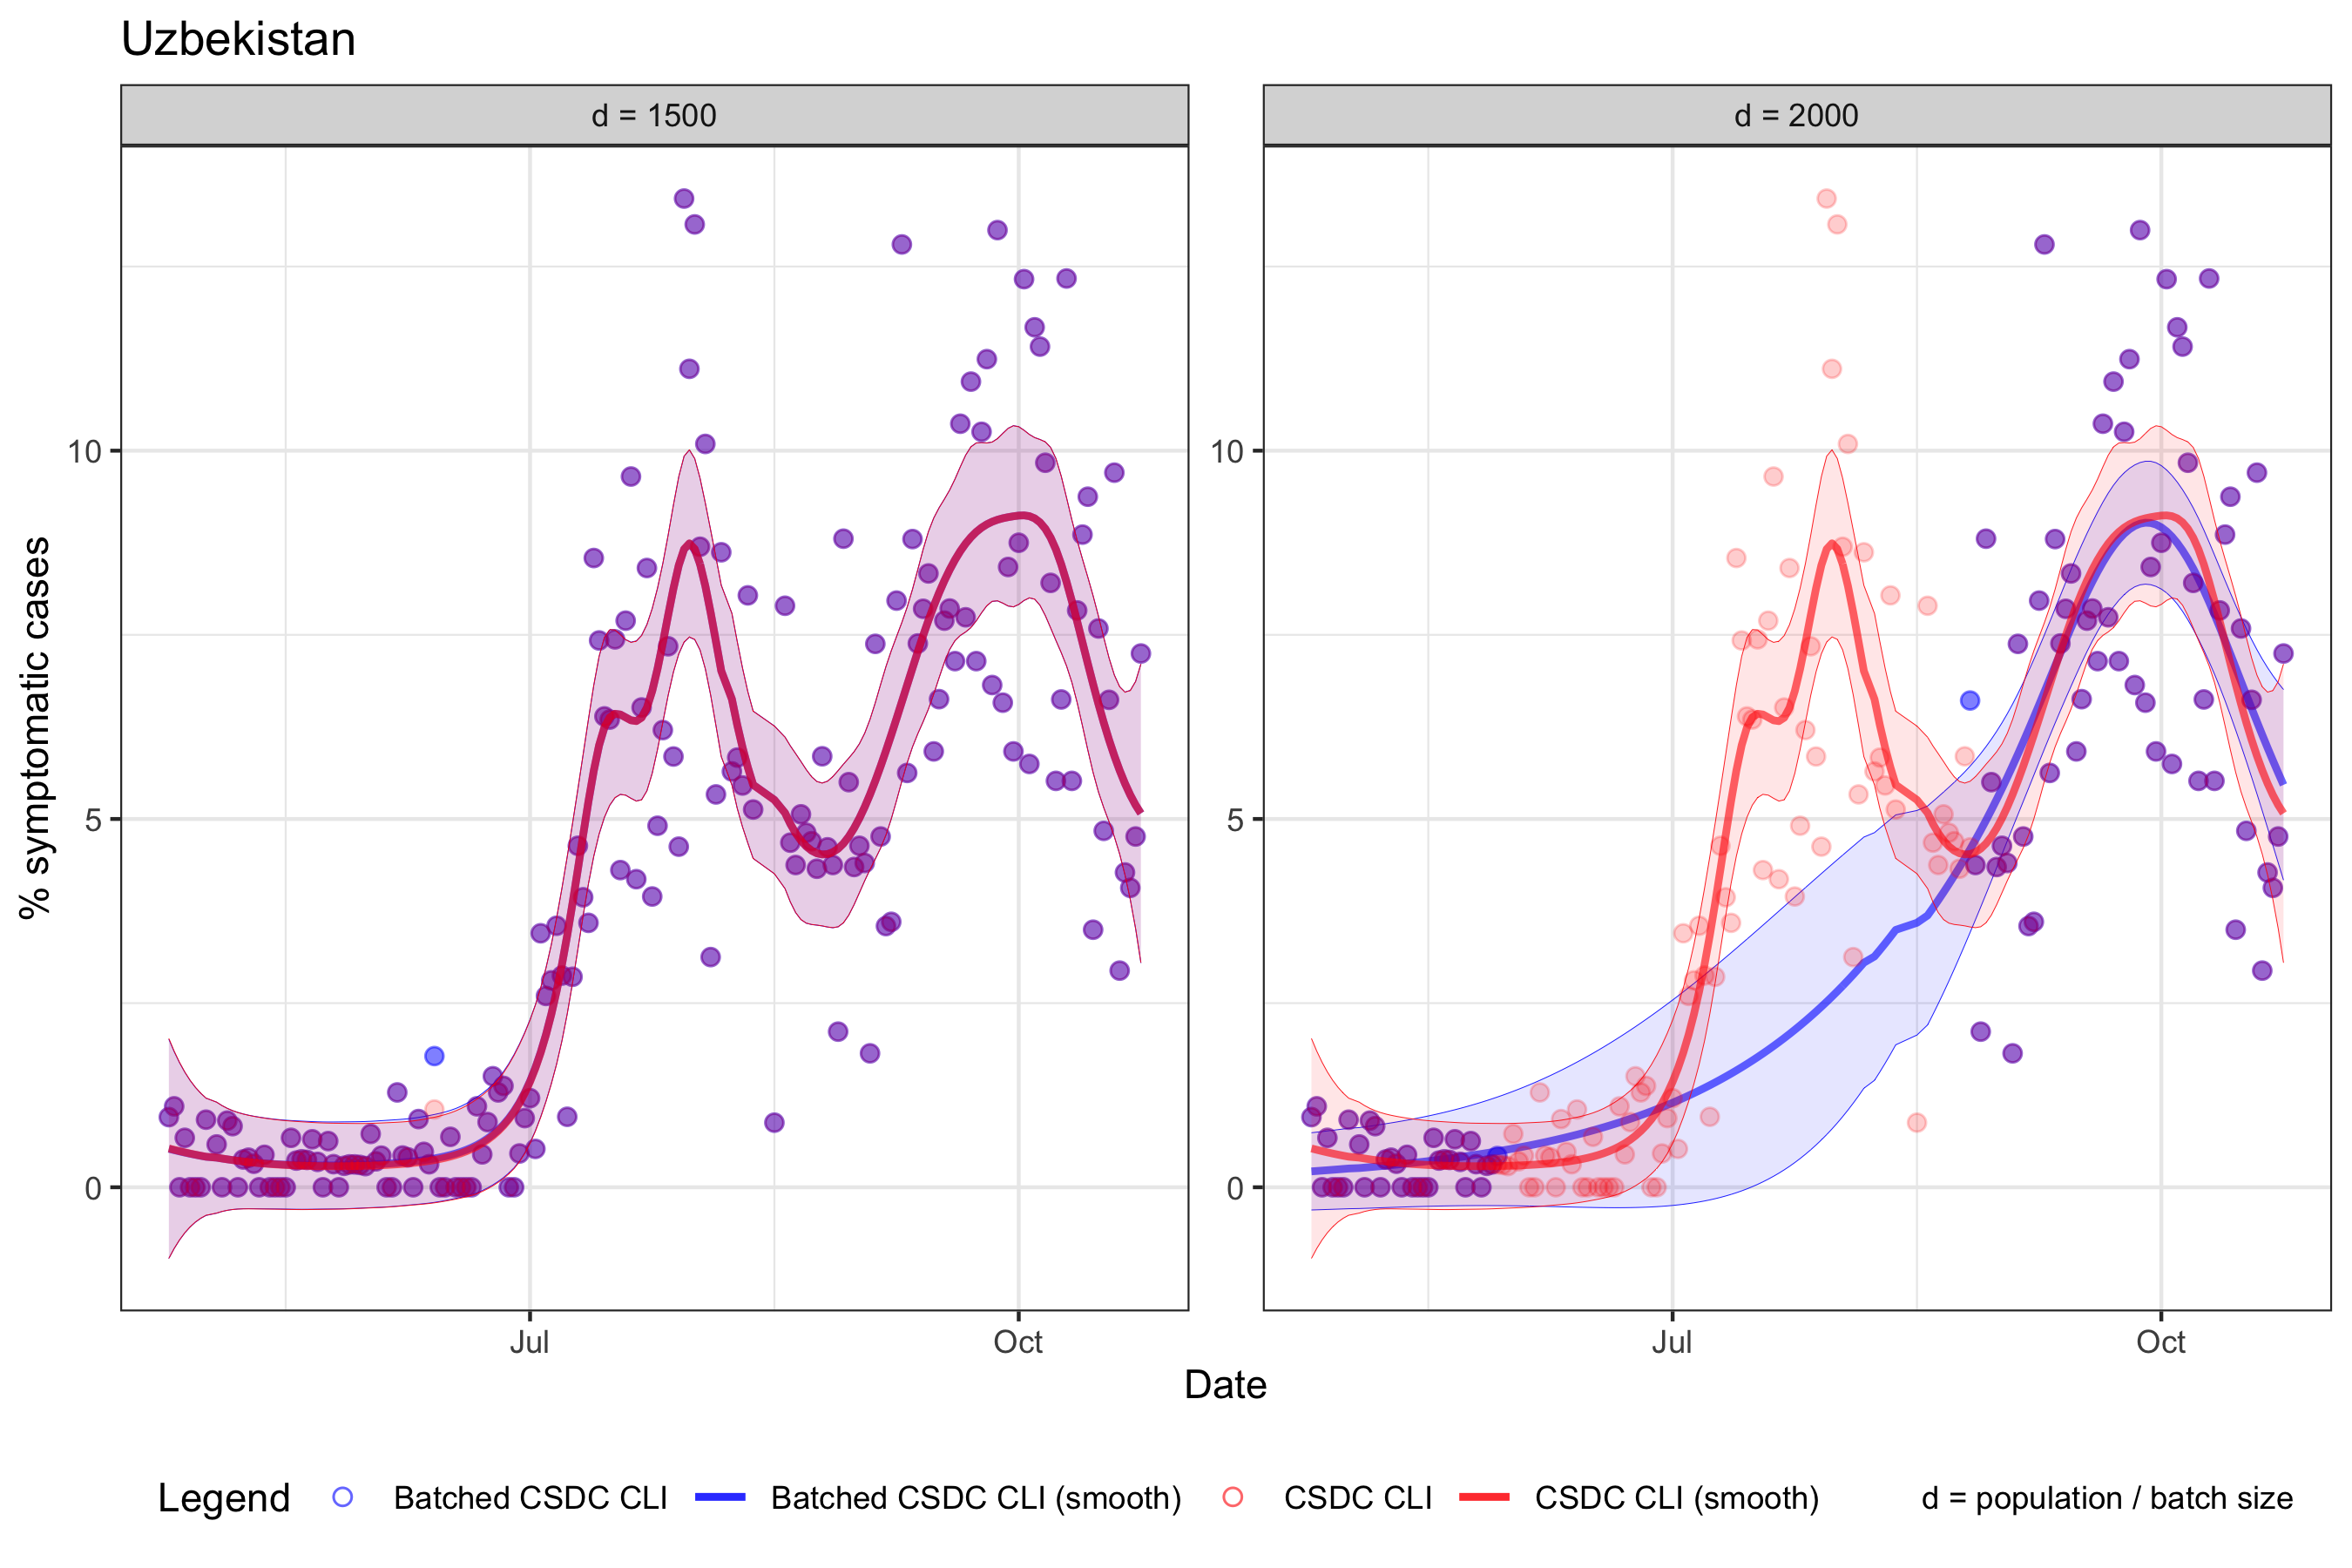 Uzbekistan
d = 1500
d = 2000
% symptomatic cases
10
5
0
10
5
0
Jul
Oct
Jul
Oct
Date
Legend
Batched CSDC CLI
Batched CSDC CLI (smooth)
CSDC CLI
CSDC CLI (smooth)
d = population / batch size